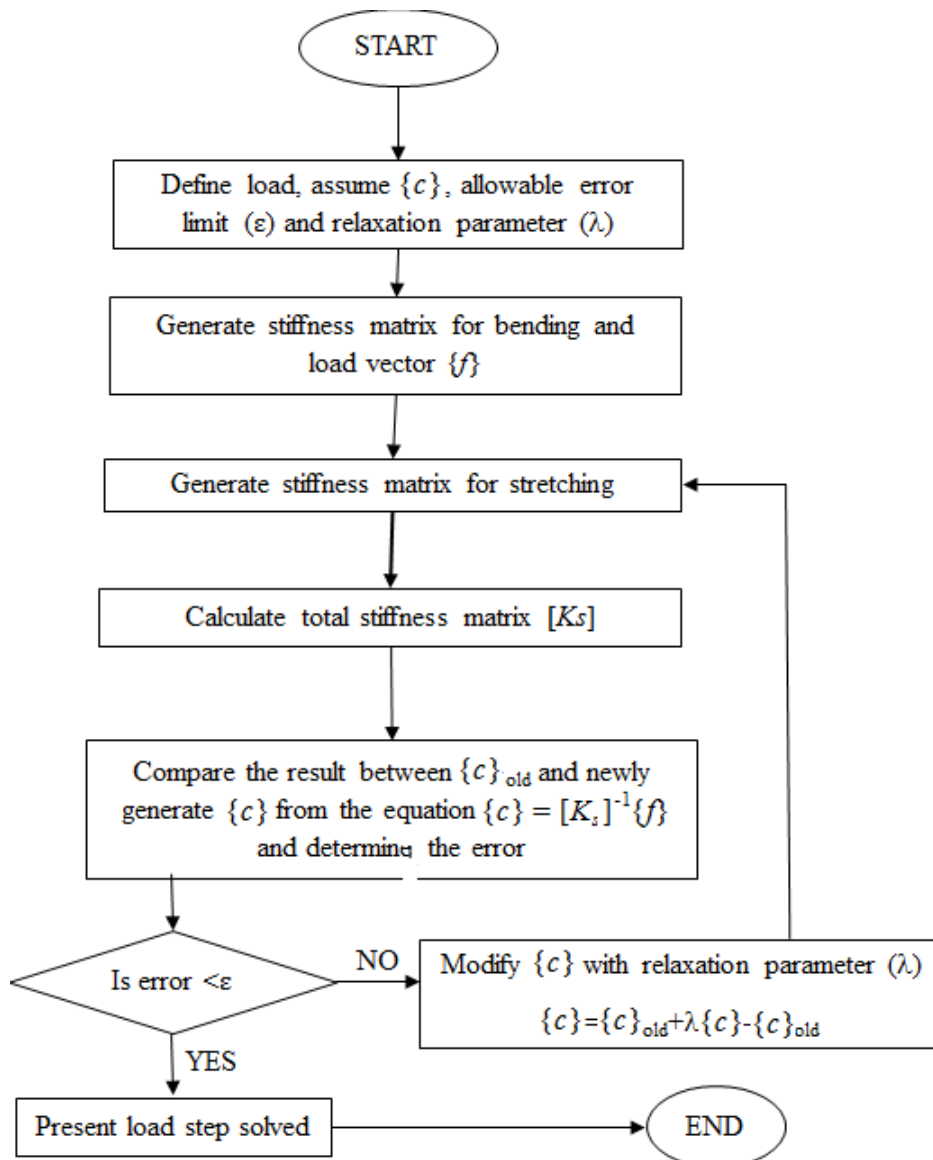 START
Define load, assume {c}, allowable error
limit (ε) and relaxation parameter (λ)
Generate stiffness matrix for bending and
load vector {f}
Generate stiffness matrix for stretching
Calculate total stiffness matrix [Ks]
Compare the result between {c}old and newly
generate {c} from the equation {c} = [Ks]-1{f}
and determine the error
Is error <ε
NO
Modify {c} with relaxation parameter (λ)
{c}={c}old+λ{c}-{c}old
YES
Present load step solved
END